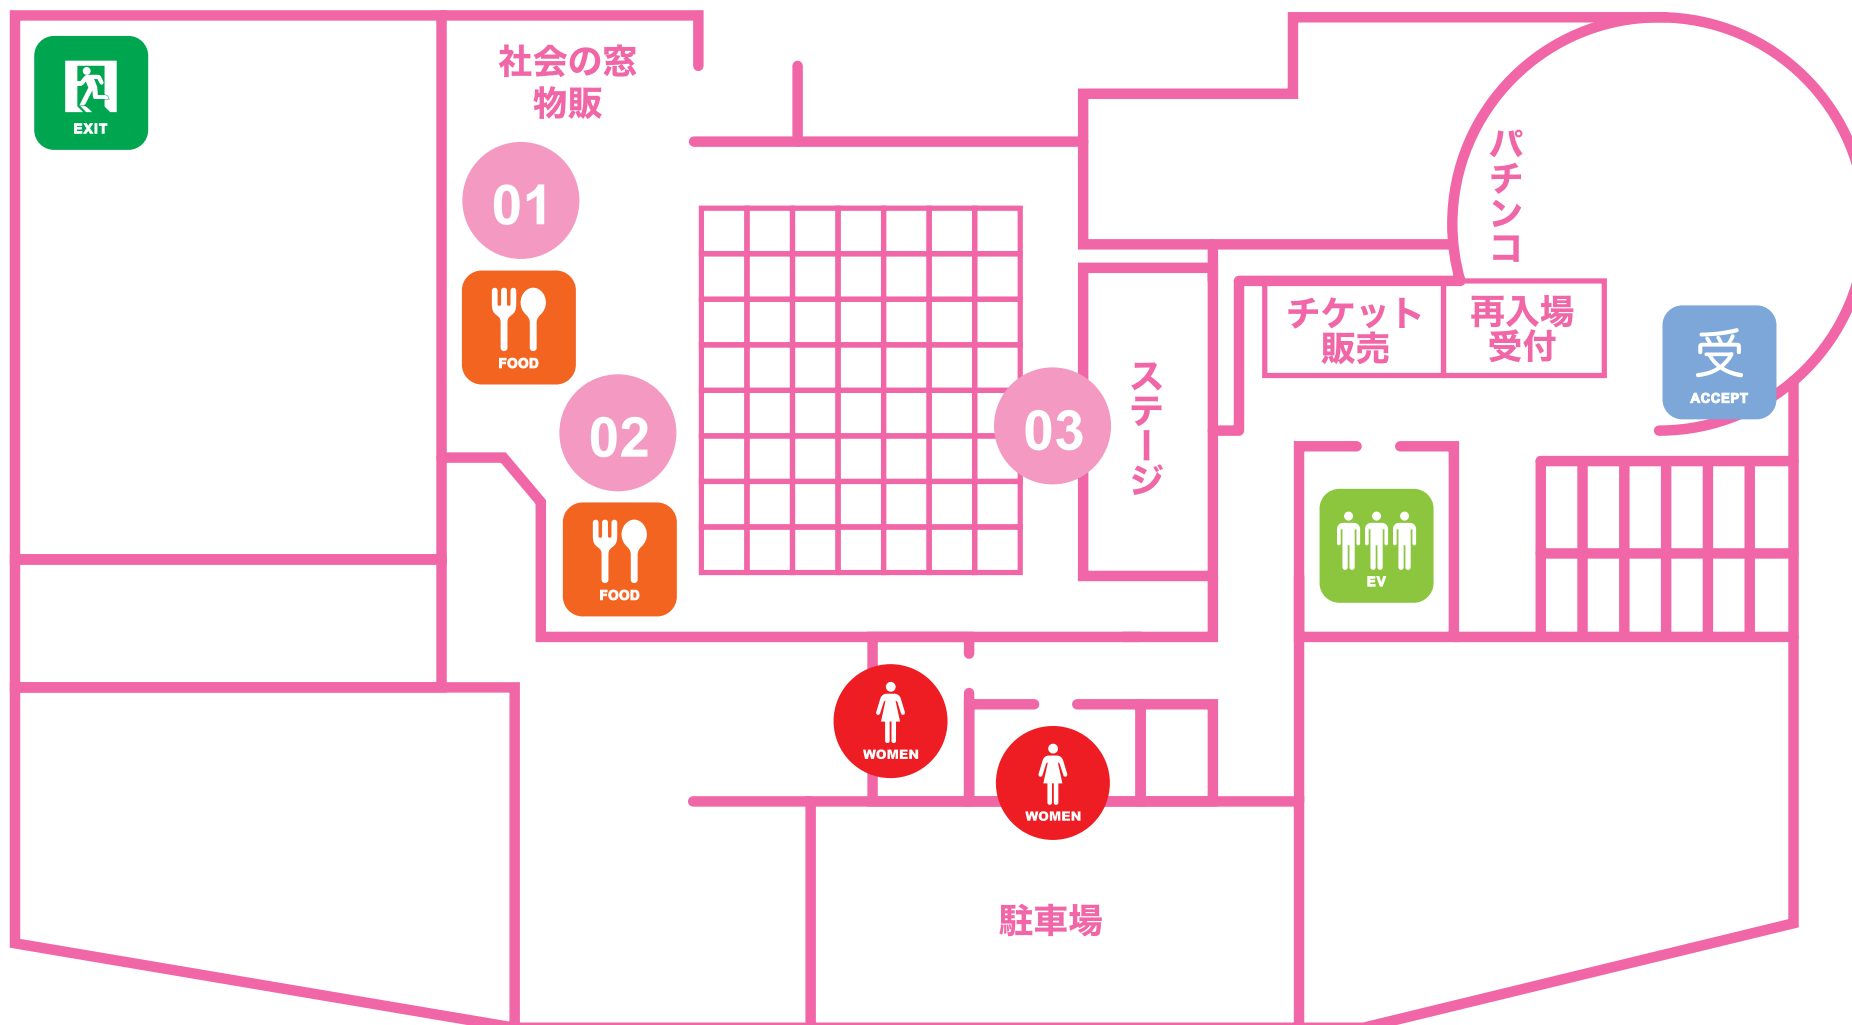 EXIT
社会の窓
物販
01
FOOD
02
FOOD
03
ステージ
パチンコ
チケット
販売
再入場
受付
受
ACCEPT
EV
WOMEN
WOMEN
駐車場